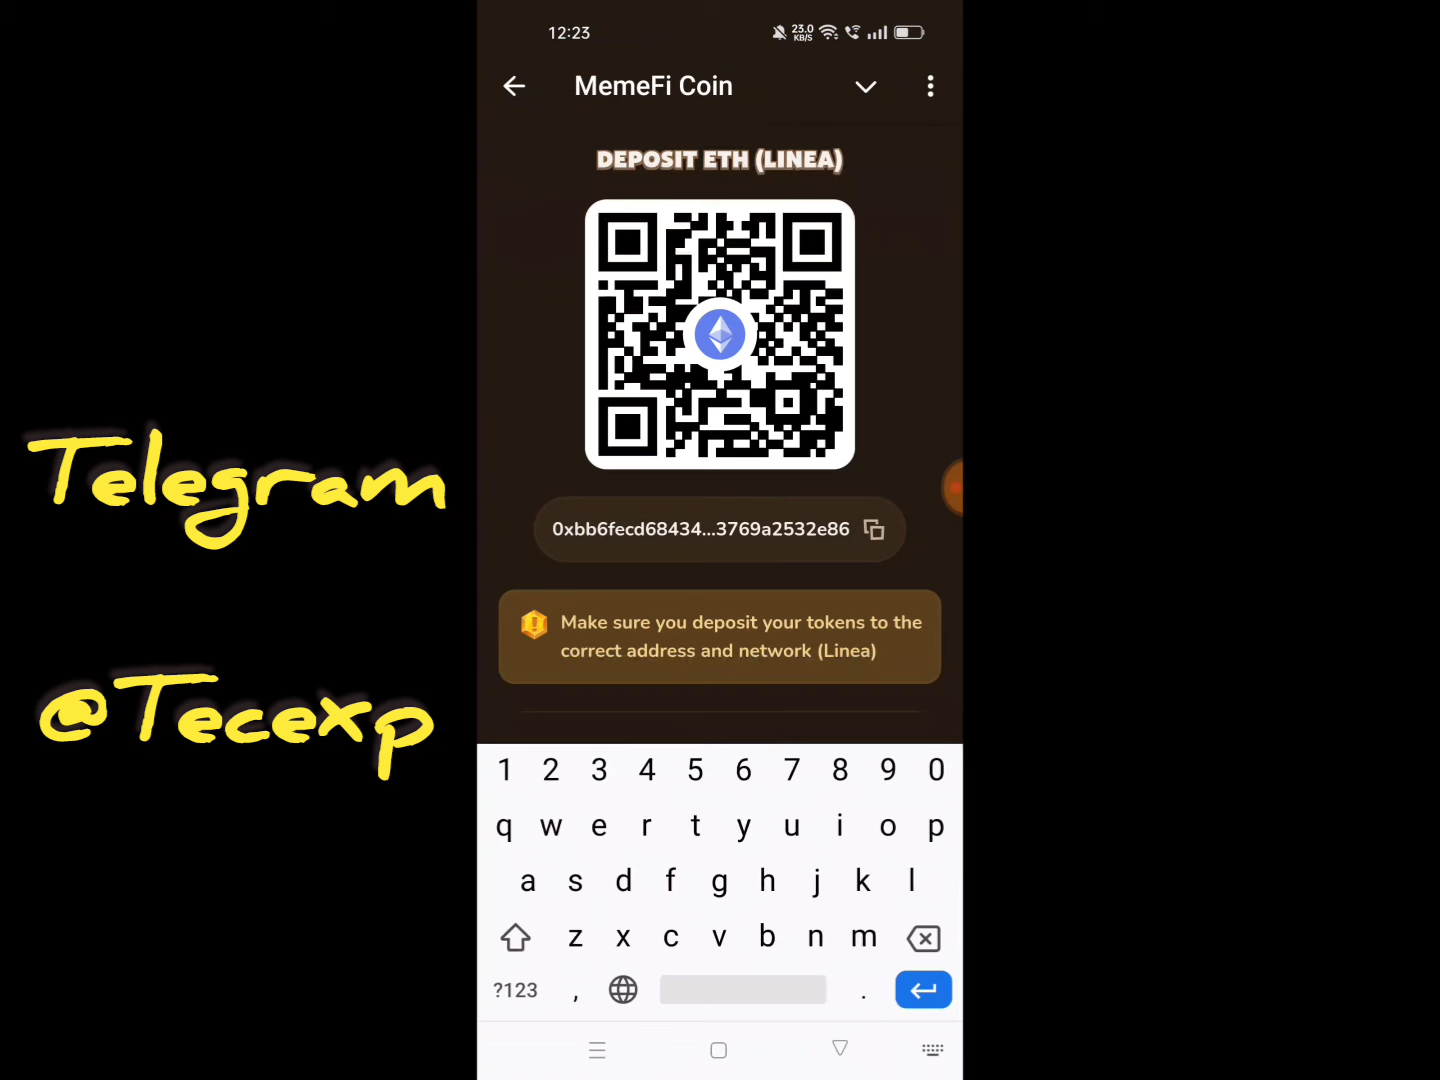 12:23
23.0
KB/S
MemeFi Coin
DEPOSIT ETH (LINEA)
0xbb6fecd68434...3769a2532e86
Make sure you deposit your tokens to the
correct address and network (Linea)
Telegram
@Tecexp
1 2 3 4 5 6 7 8 9 0
q w e r t y u i o p
a s d f g h j k l
z x c v b n m
?123 , .